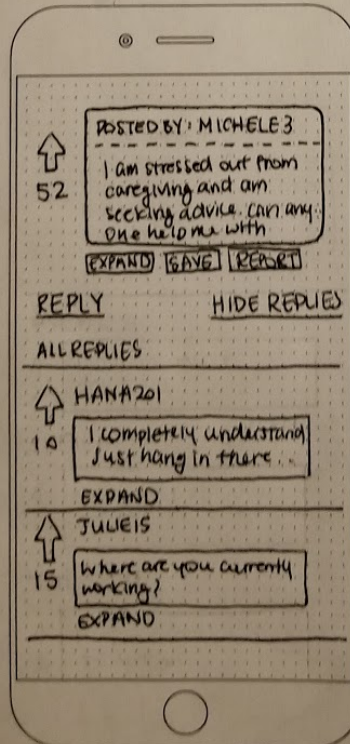 POSTED BY: MICHELE3
I am stressed out from
caregiving and am
seeking advice. Can any
one help me with
52
EXPAND SAVE REPORT
REPLY HIDE REPLIES
ALL REPLIES
HANA201
10
I completely understand
Just hang in there...
EXPAND
JULIE15
15
Where are you currently
working?
EXPAND